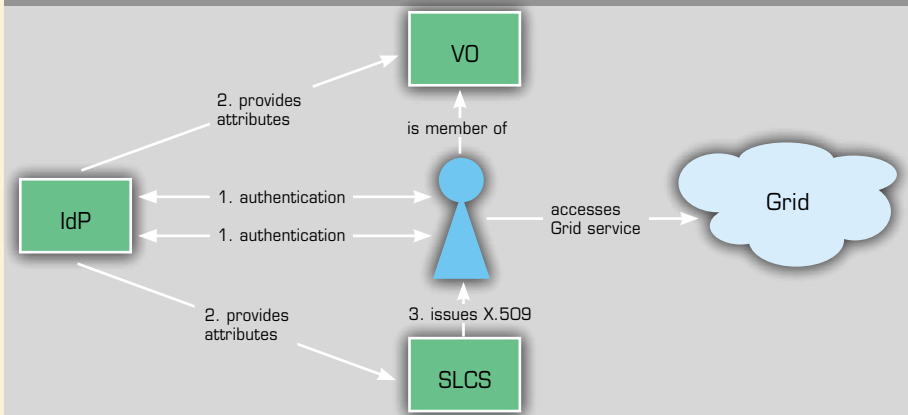 VO
2. provides
attributes
is member of
IdP
1. authentication
1. authentication
accesses
Grid service
Grid
2. provides
attributes
3. issues X.509
SLCS